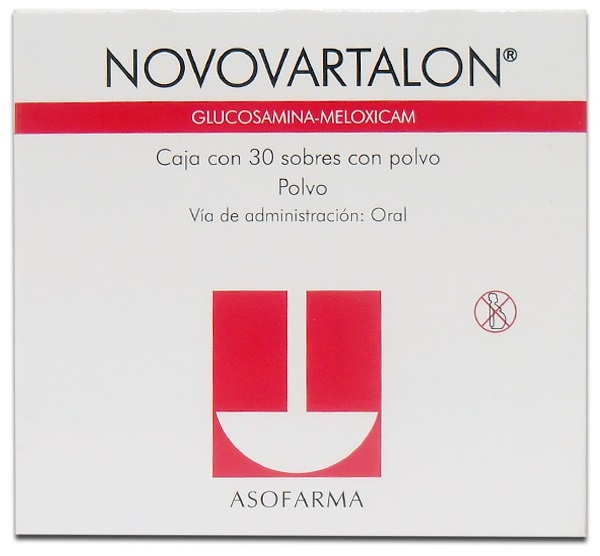 NOVOVARTALON®
GLUCOSAMINA-MELOXICAM
Caja con 30 sobres con polvo
Polvo
Vía de administración: Oral
ASOFARMA